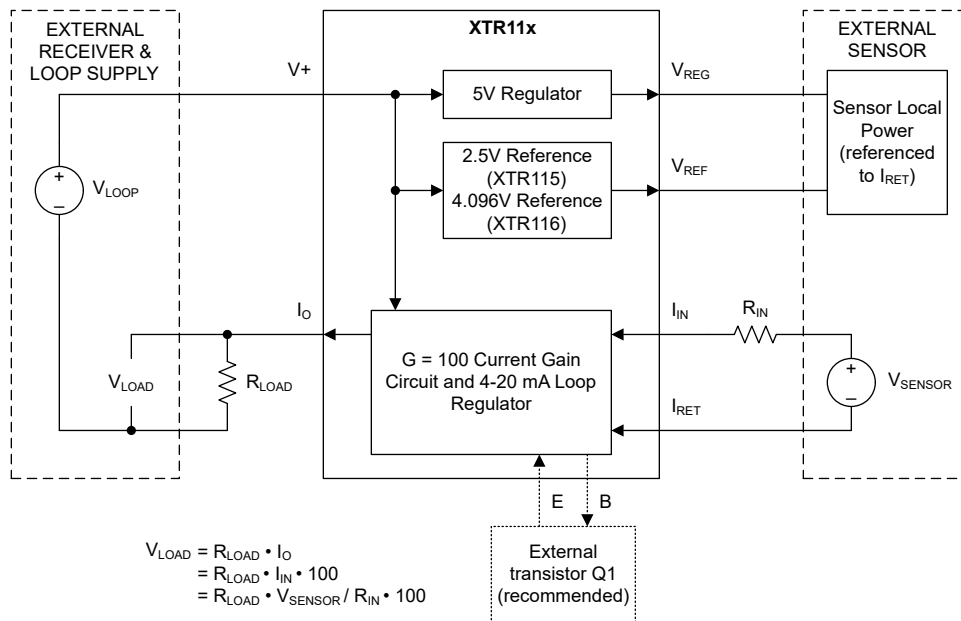 EXTERNAL
RECEIVER &
LOOP SUPPLY
XTR11x
EXTERNAL
SENSOR
V+
5V Regulator
VREG
Sensor Local
Power
(referenced
to IRET)
2.5V Reference
(XTR115)
4.096V Reference
(XTR116)
VREF
+
VLOOP
–
IO
IIN
RIN
G = 100 Current Gain
Circuit and 4-20 mA Loop
Regulator
VLOAD
RLOAD
+
VSENSOR
–
IRET
E
B
External
transistor Q1
(recommended)
VLOAD = RLOAD • IO
= RLOAD • IIN • 100
= RLOAD • VSENSOR / RIN • 100